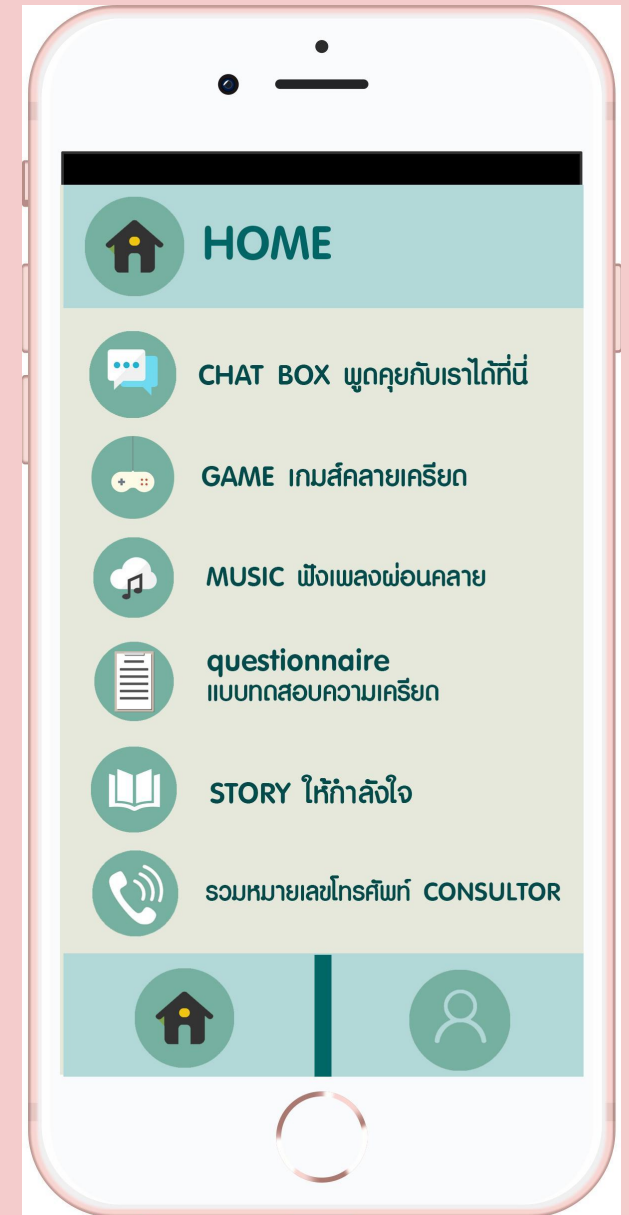 HOME
CHAT BOX พูดคุยกับเราได้ที่นี่
GAME เกมส์คลายเครียด
MUSIC ฟังเพลงผ่อนคลาย
questionnaire
แบบทดสอบความเครียด
STORY ให้กำลังใจ
รวมหมายเลขโทรศัพท์ CONSULTOR